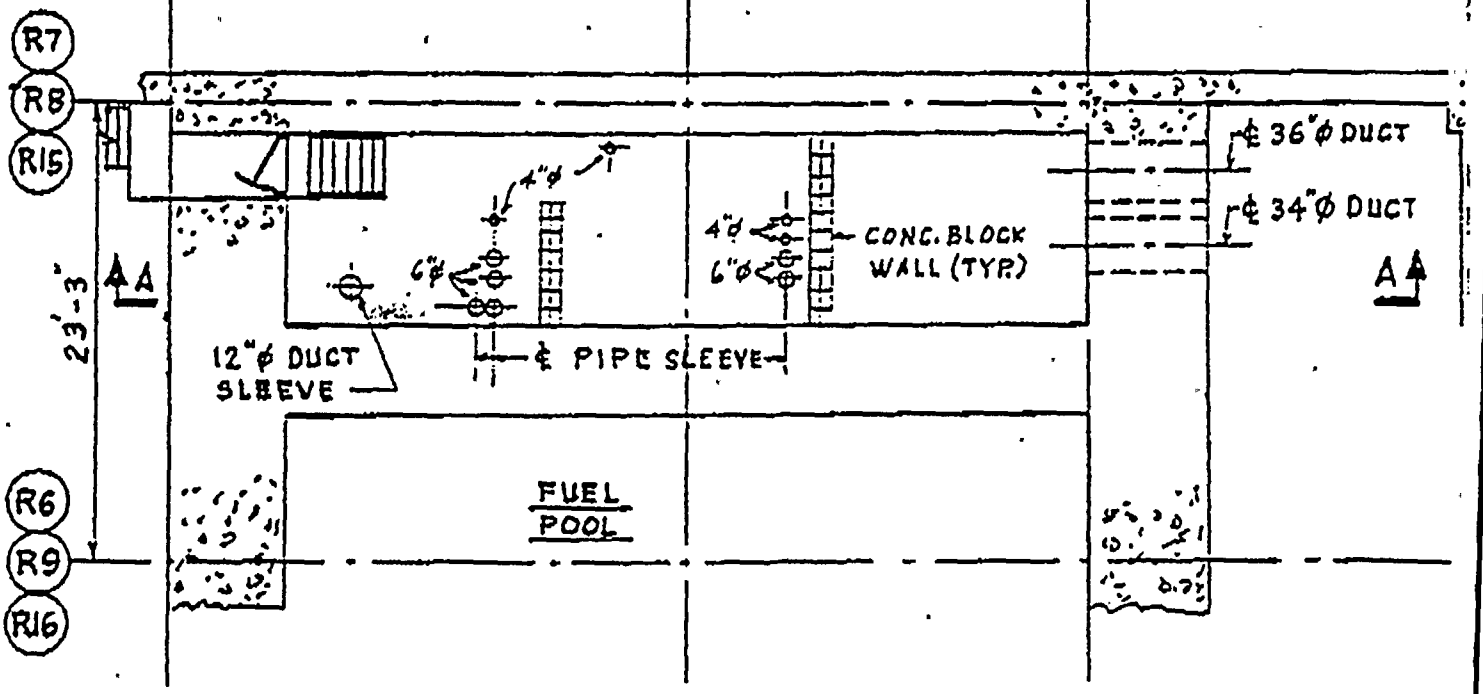 R7
R8
R15
℄ 36"φ DUCT
℄ 34"φ DUCT
4"φ
4"φ
6"φ
6"φ
CONC. BLOCK
WALL (TYP.)
A
A
23'-3"
12"φ DUCT
SLEEVE
℄ PIPE SLEEVE
FUEL
POOL
R6
R9
R16